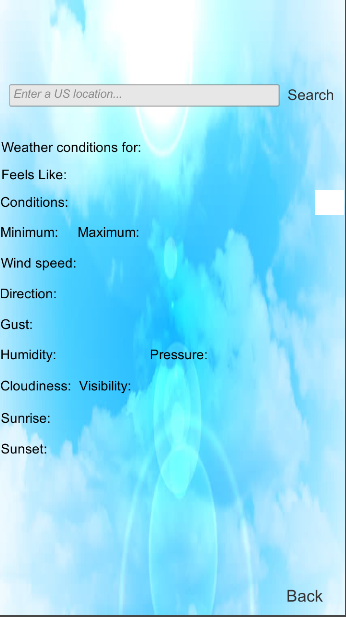 Enter a US location... Search
Weather conditions for:
Feels Like:
Conditions:
Minimum: Maximum:
Wind speed:
Direction:
Gust:
Humidity: Pressure:
Cloudiness: Visibility:
Sunrise:
Sunset:
Back